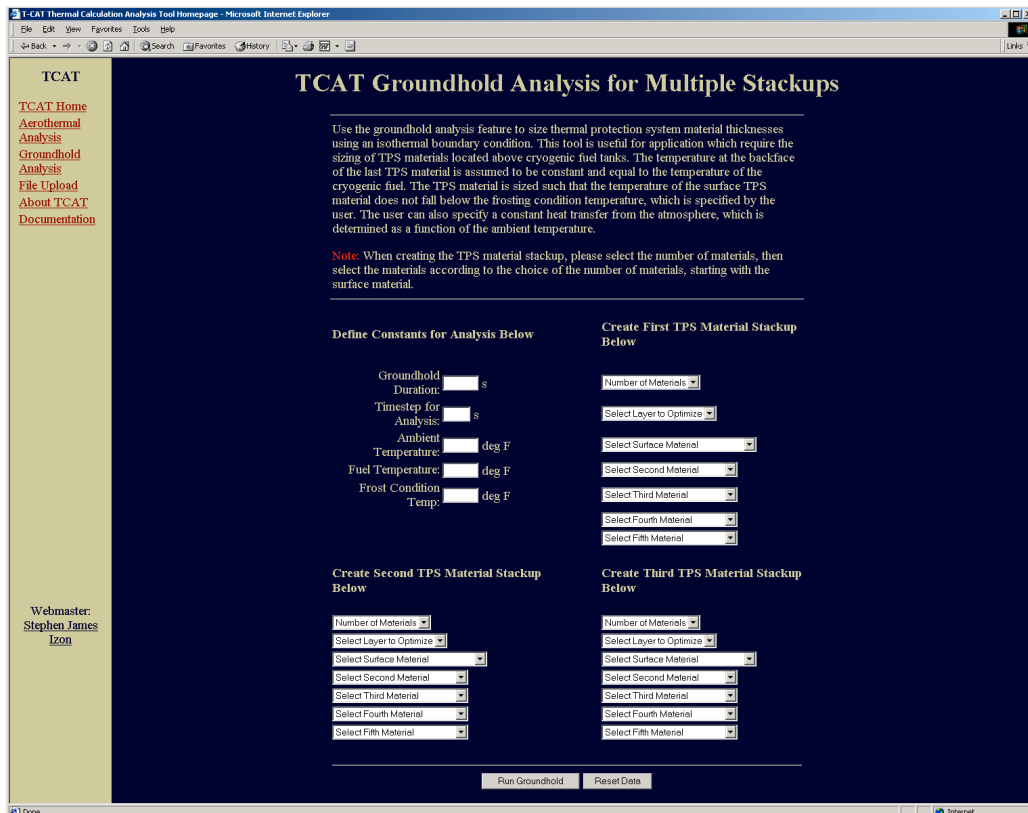 T-CAT Thermal Calculation Analysis Tool Homepage - Microsoft Internet Explorer
File Edit View Favorites Tools Help
Back Search Favorites History Links
TCAT
TCAT Home
Aerothermal
Analysis
Groundhold
Analysis
File Upload
About TCAT
Documentation
Webmaster:
Stephen James
Izon
TCAT Groundhold Analysis for Multiple Stackups
Use the groundhold analysis feature to size thermal protection system material thicknesses
using an isothermal boundary condition. This tool is useful for application which require the
sizing of TPS materials located above cryogenic fuel tanks. The temperature at the backface
of the last TPS material is assumed to be constant and equal to the temperature of the
cryogenic fuel. The TPS material is sized such that the temperature of the surface TPS
material does not fall below the frosting condition temperature, which is specified by the
user. The user can also specify a constant heat transfer from the atmosphere, which is
determined as a function of the ambient temperature.
Note: When creating the TPS material stackup, please select the number of materials, then
select the materials according to the choice of the number of materials, starting with the
surface material.
Define Constants for Analysis Below
Groundhold
Duration: s
Timestep for
Analysis: s
Ambient
Temperature: deg F
Fuel Temperature: deg F
Frost Condition
Temp: deg F
Create First TPS Material Stackup
Below
Number of Materials
Select Layer to Optimize
Select Surface Material
Select Second Material
Select Third Material
Select Fourth Material
Select Fifth Material
Create Second TPS Material Stackup
Below
Number of Materials
Select Layer to Optimize
Select Surface Material
Select Second Material
Select Third Material
Select Fourth Material
Select Fifth Material
Create Third TPS Material Stackup
Below
Number of Materials
Select Layer to Optimize
Select Surface Material
Select Second Material
Select Third Material
Select Fourth Material
Select Fifth Material
Run Groundhold Reset Data
Done Internet